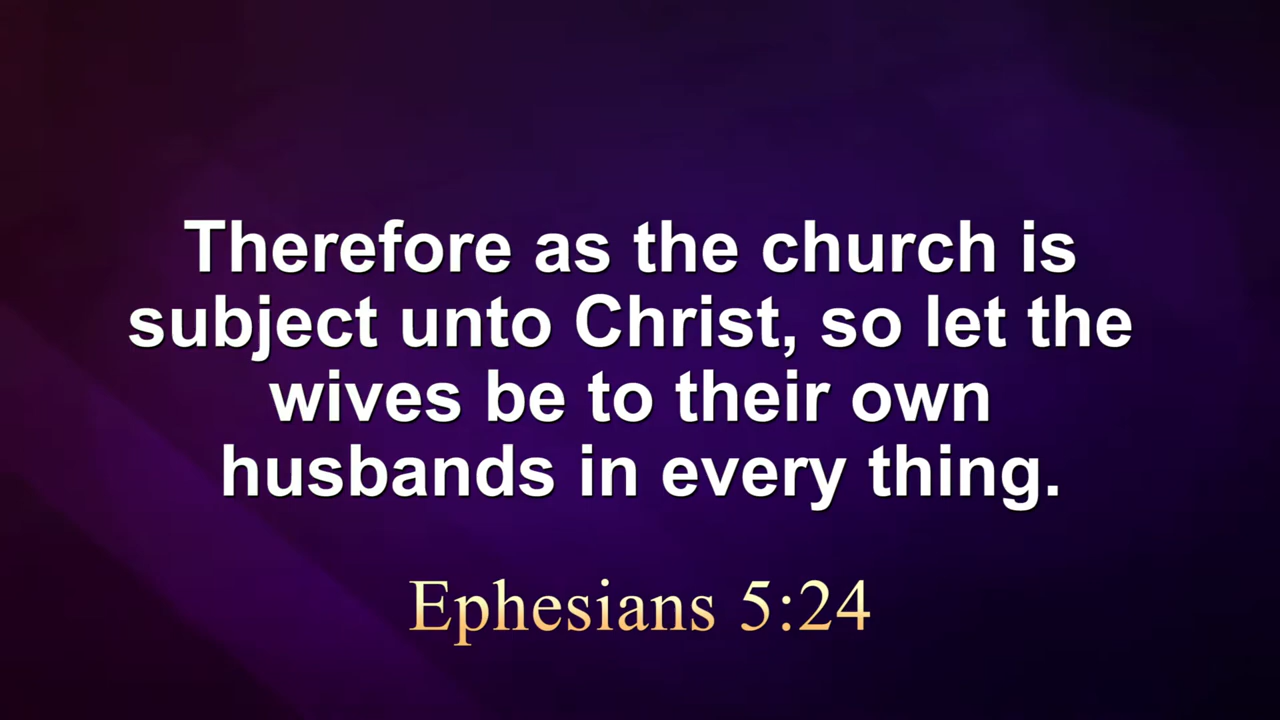 Therefore as the church is
subject unto Christ, so let the
wives be to their own
husbands in every thing.
Ephesians 5:24